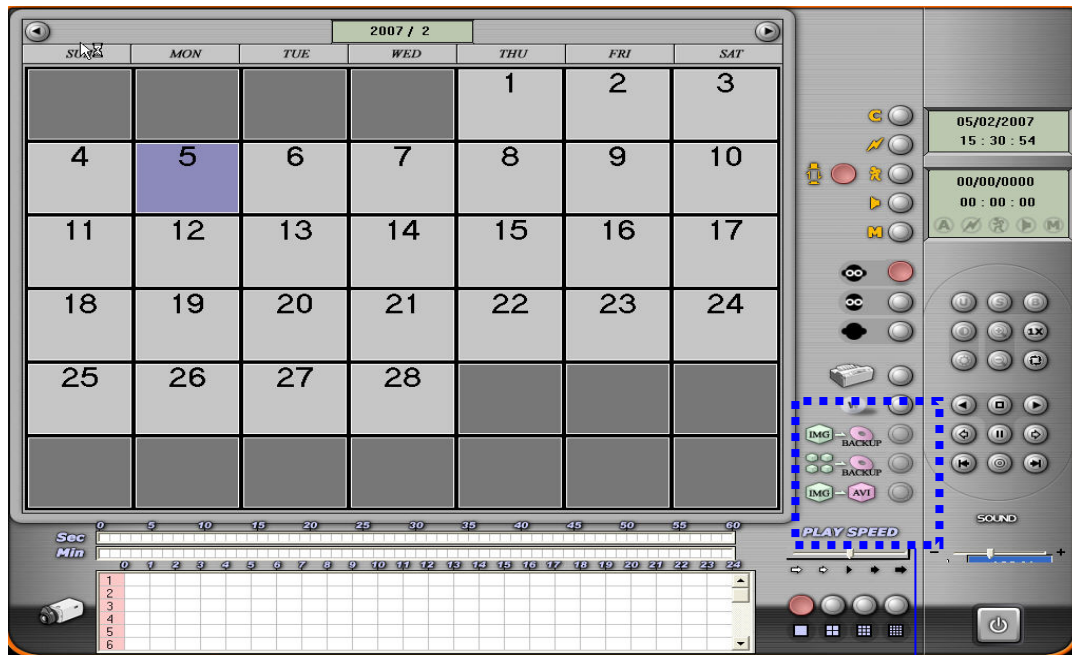 2007 / 2
SUN MON TUE WED THU FRI SAT
1 2 3
4 5 6 7 8 9 10
11 12 13 14 15 16 17
18 19 20 21 22 23 24
25 26 27 28
C
M
05/02/2007
15 : 30 : 54
00/00/0000
00 : 00 : 00
A M
U S B
1X
IMG BACKUP
BACKUP
IMG AVI
PLAY SPEED
SOUND
- +
0 5 10 15 20 25 30 35 40 45 50 55 60
Sec
Min
0 1 2 3 4 5 6 7 8 9 10 11 12 13 14 15 16 17 18 19 20 21 22 23 24
1
2
3
4
5
6